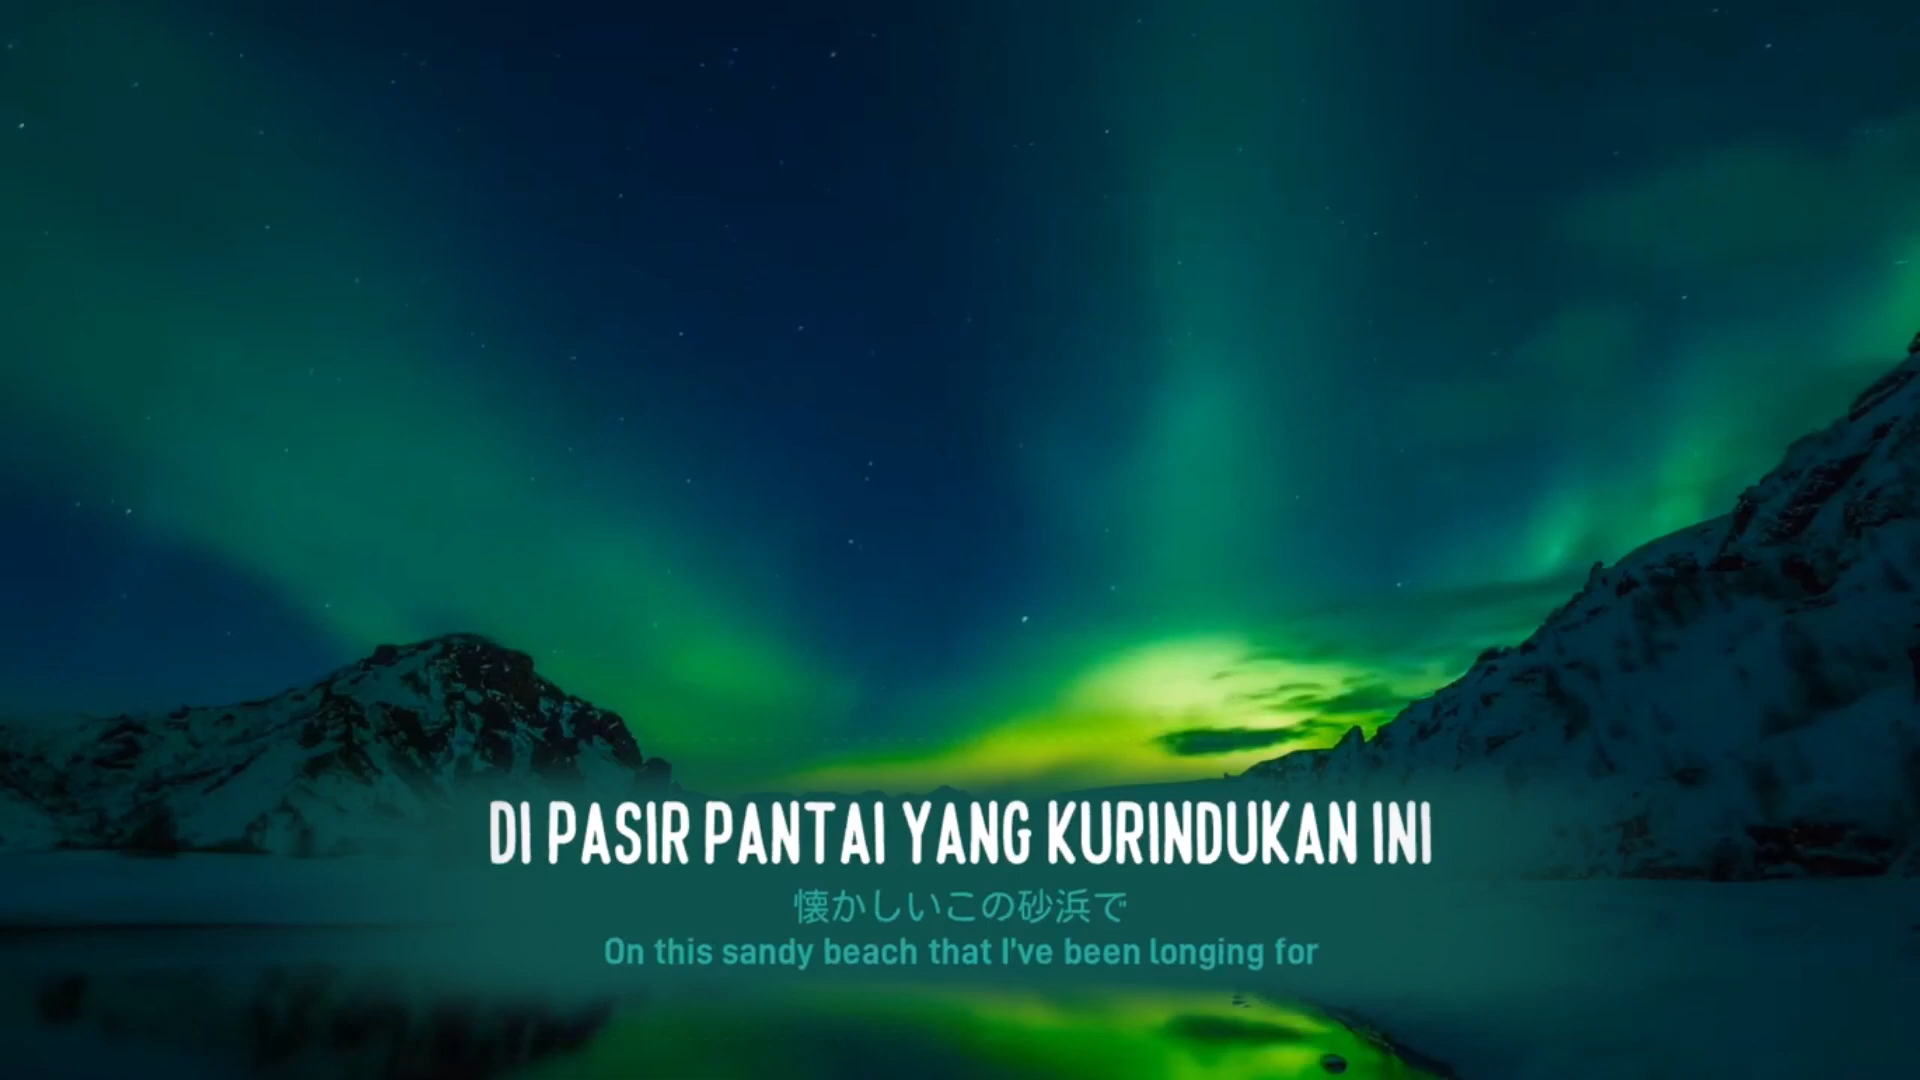 DI PASIR PANTAI YANG KURINDUKAN INI
懐かしいこの砂浜で
On this sandy beach that I've been longing for